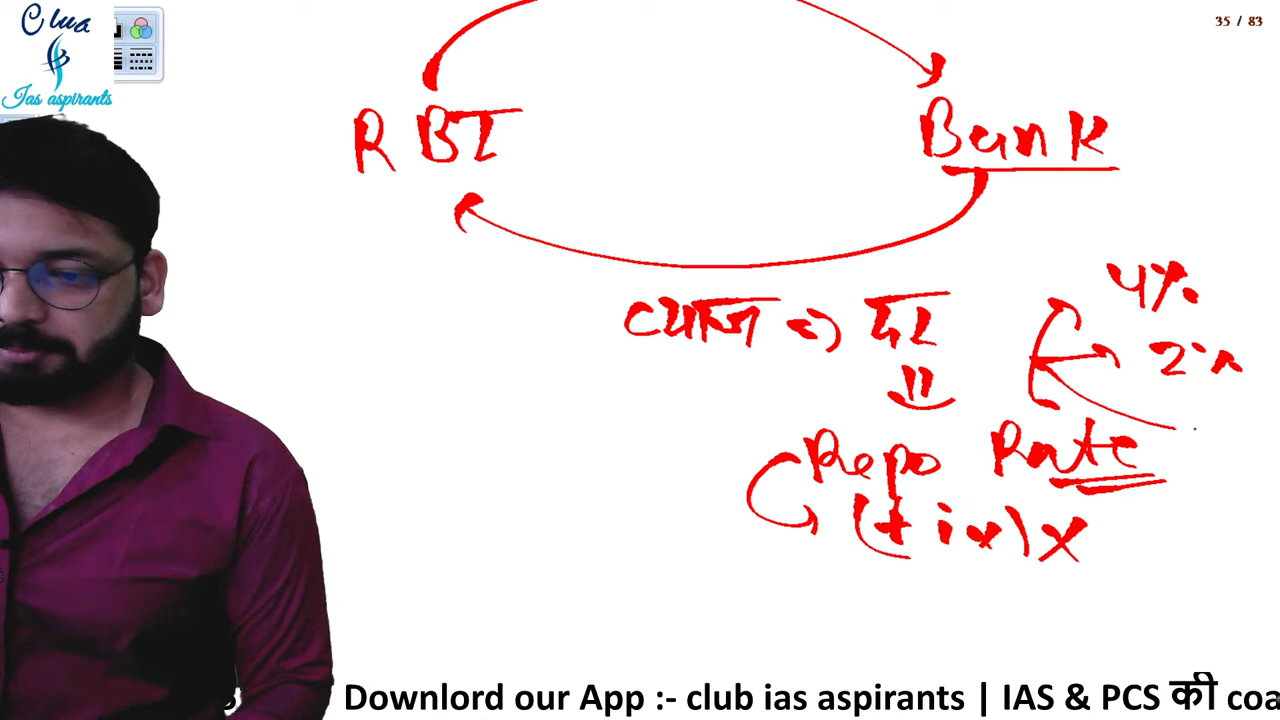 Clua
Ias aspirants
35 / 83
RBI Bank
ब्याज => दर
4%
2%
Repo Rate
(+ix) X
Downlord our App :- club ias aspirants | IAS & PCS की coa